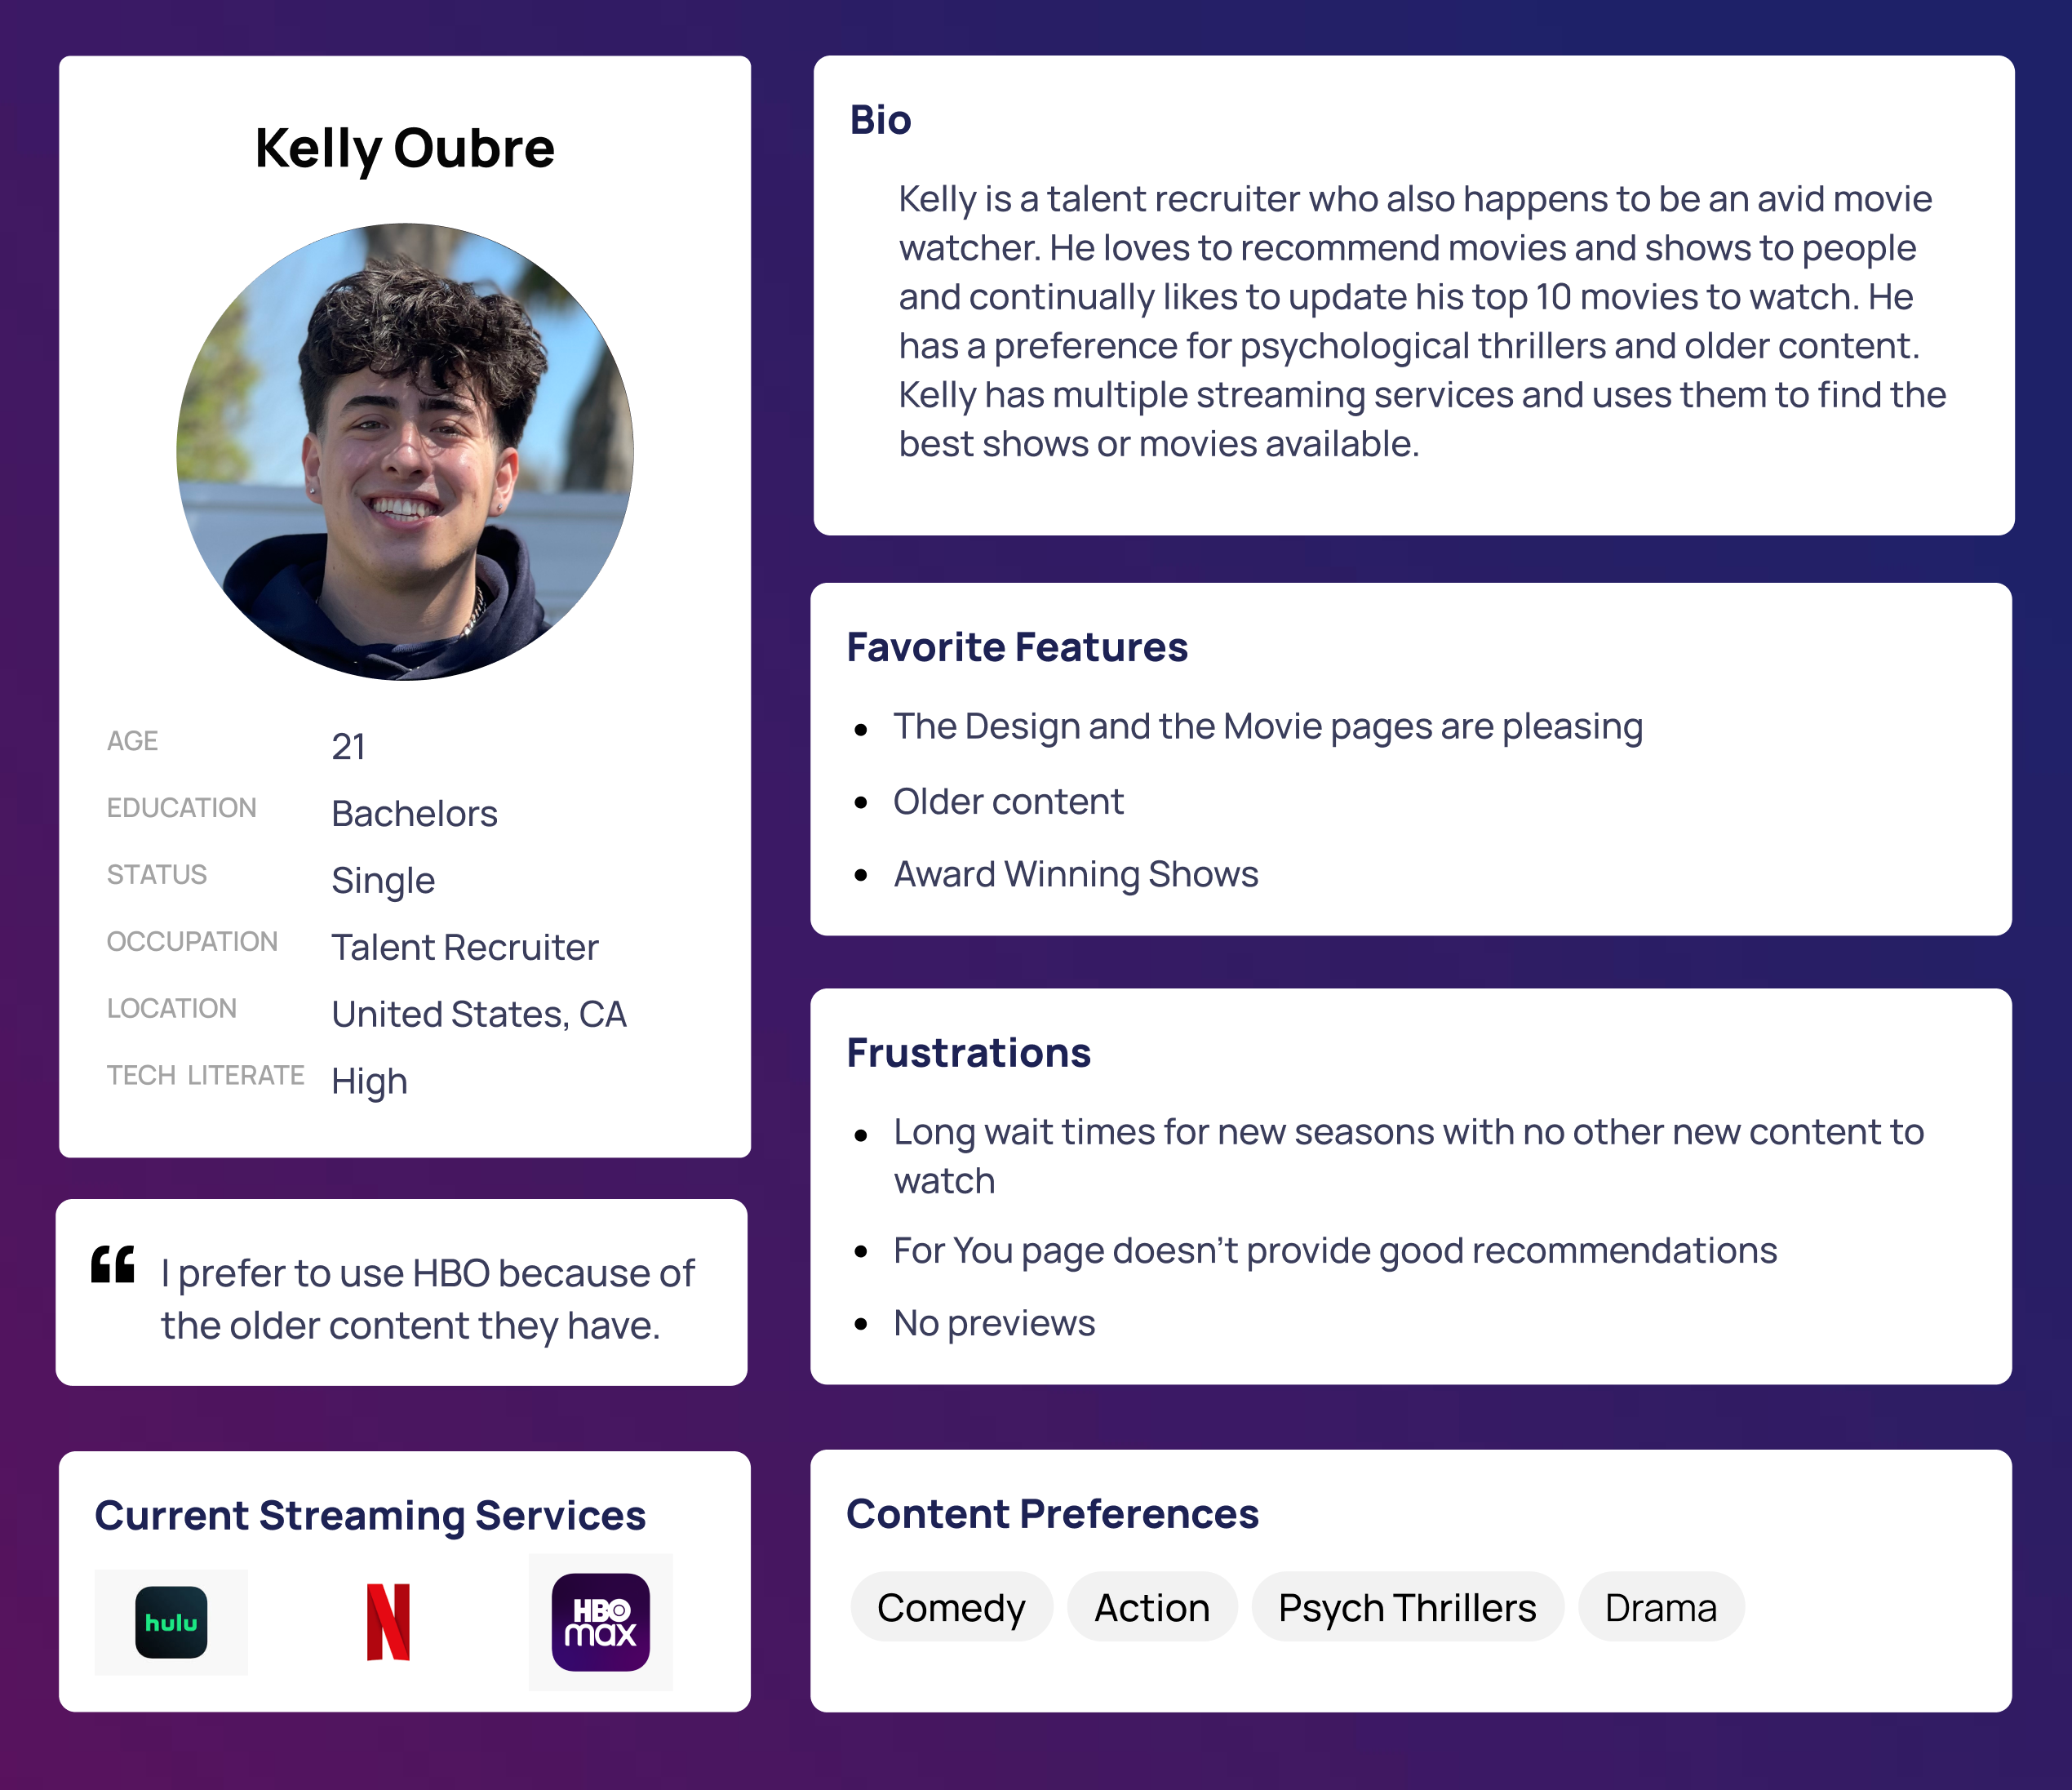 Kelly Oubre
AGE 21
EDUCATION Bachelors
STATUS Single
OCCUPATION Talent Recruiter
LOCATION United States, CA
TECH LITERATE High
“ I prefer to use HBO because of
the older content they have.
Current Streaming Services
hulu
N
HBO
max
Bio
Kelly is a talent recruiter who also happens to be an avid movie
watcher. He loves to recommend movies and shows to people
and continually likes to update his top 10 movies to watch. He
has a preference for psychological thrillers and older content.
Kelly has multiple streaming services and uses them to find the
best shows or movies available.
Favorite Features
• The Design and the Movie pages are pleasing
• Older content
• Award Winning Shows
Frustrations
• Long wait times for new seasons with no other new content to
watch
• For You page doesn’t provide good recommendations
• No previews
Content Preferences
Comedy Action Psych Thrillers Drama